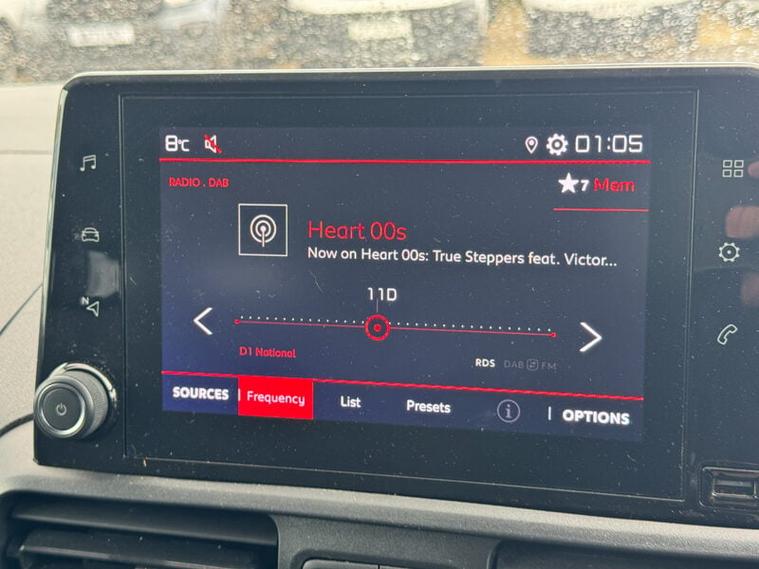 8°C
01:05
RADIO . DAB
7 Mem
Heart 00s
Now on Heart 00s: True Steppers feat. Victor...
11D
D1 National
RDS DAB FM
SOURCES Frequency List Presets i OPTIONS
N